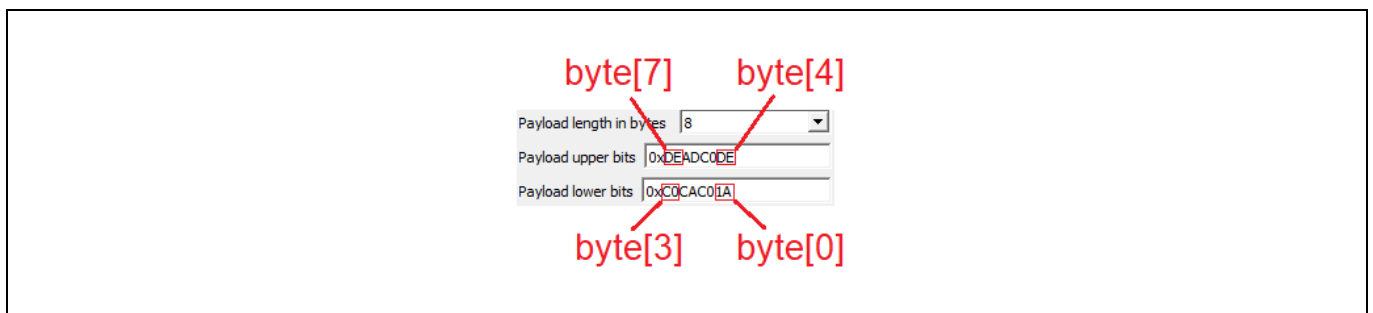 byte[7] byte[4]
Payload length in bytes 8
Payload upper bits 0xDEADC0DE
Payload lower bits 0xC0CAC01A
byte[3] byte[0]